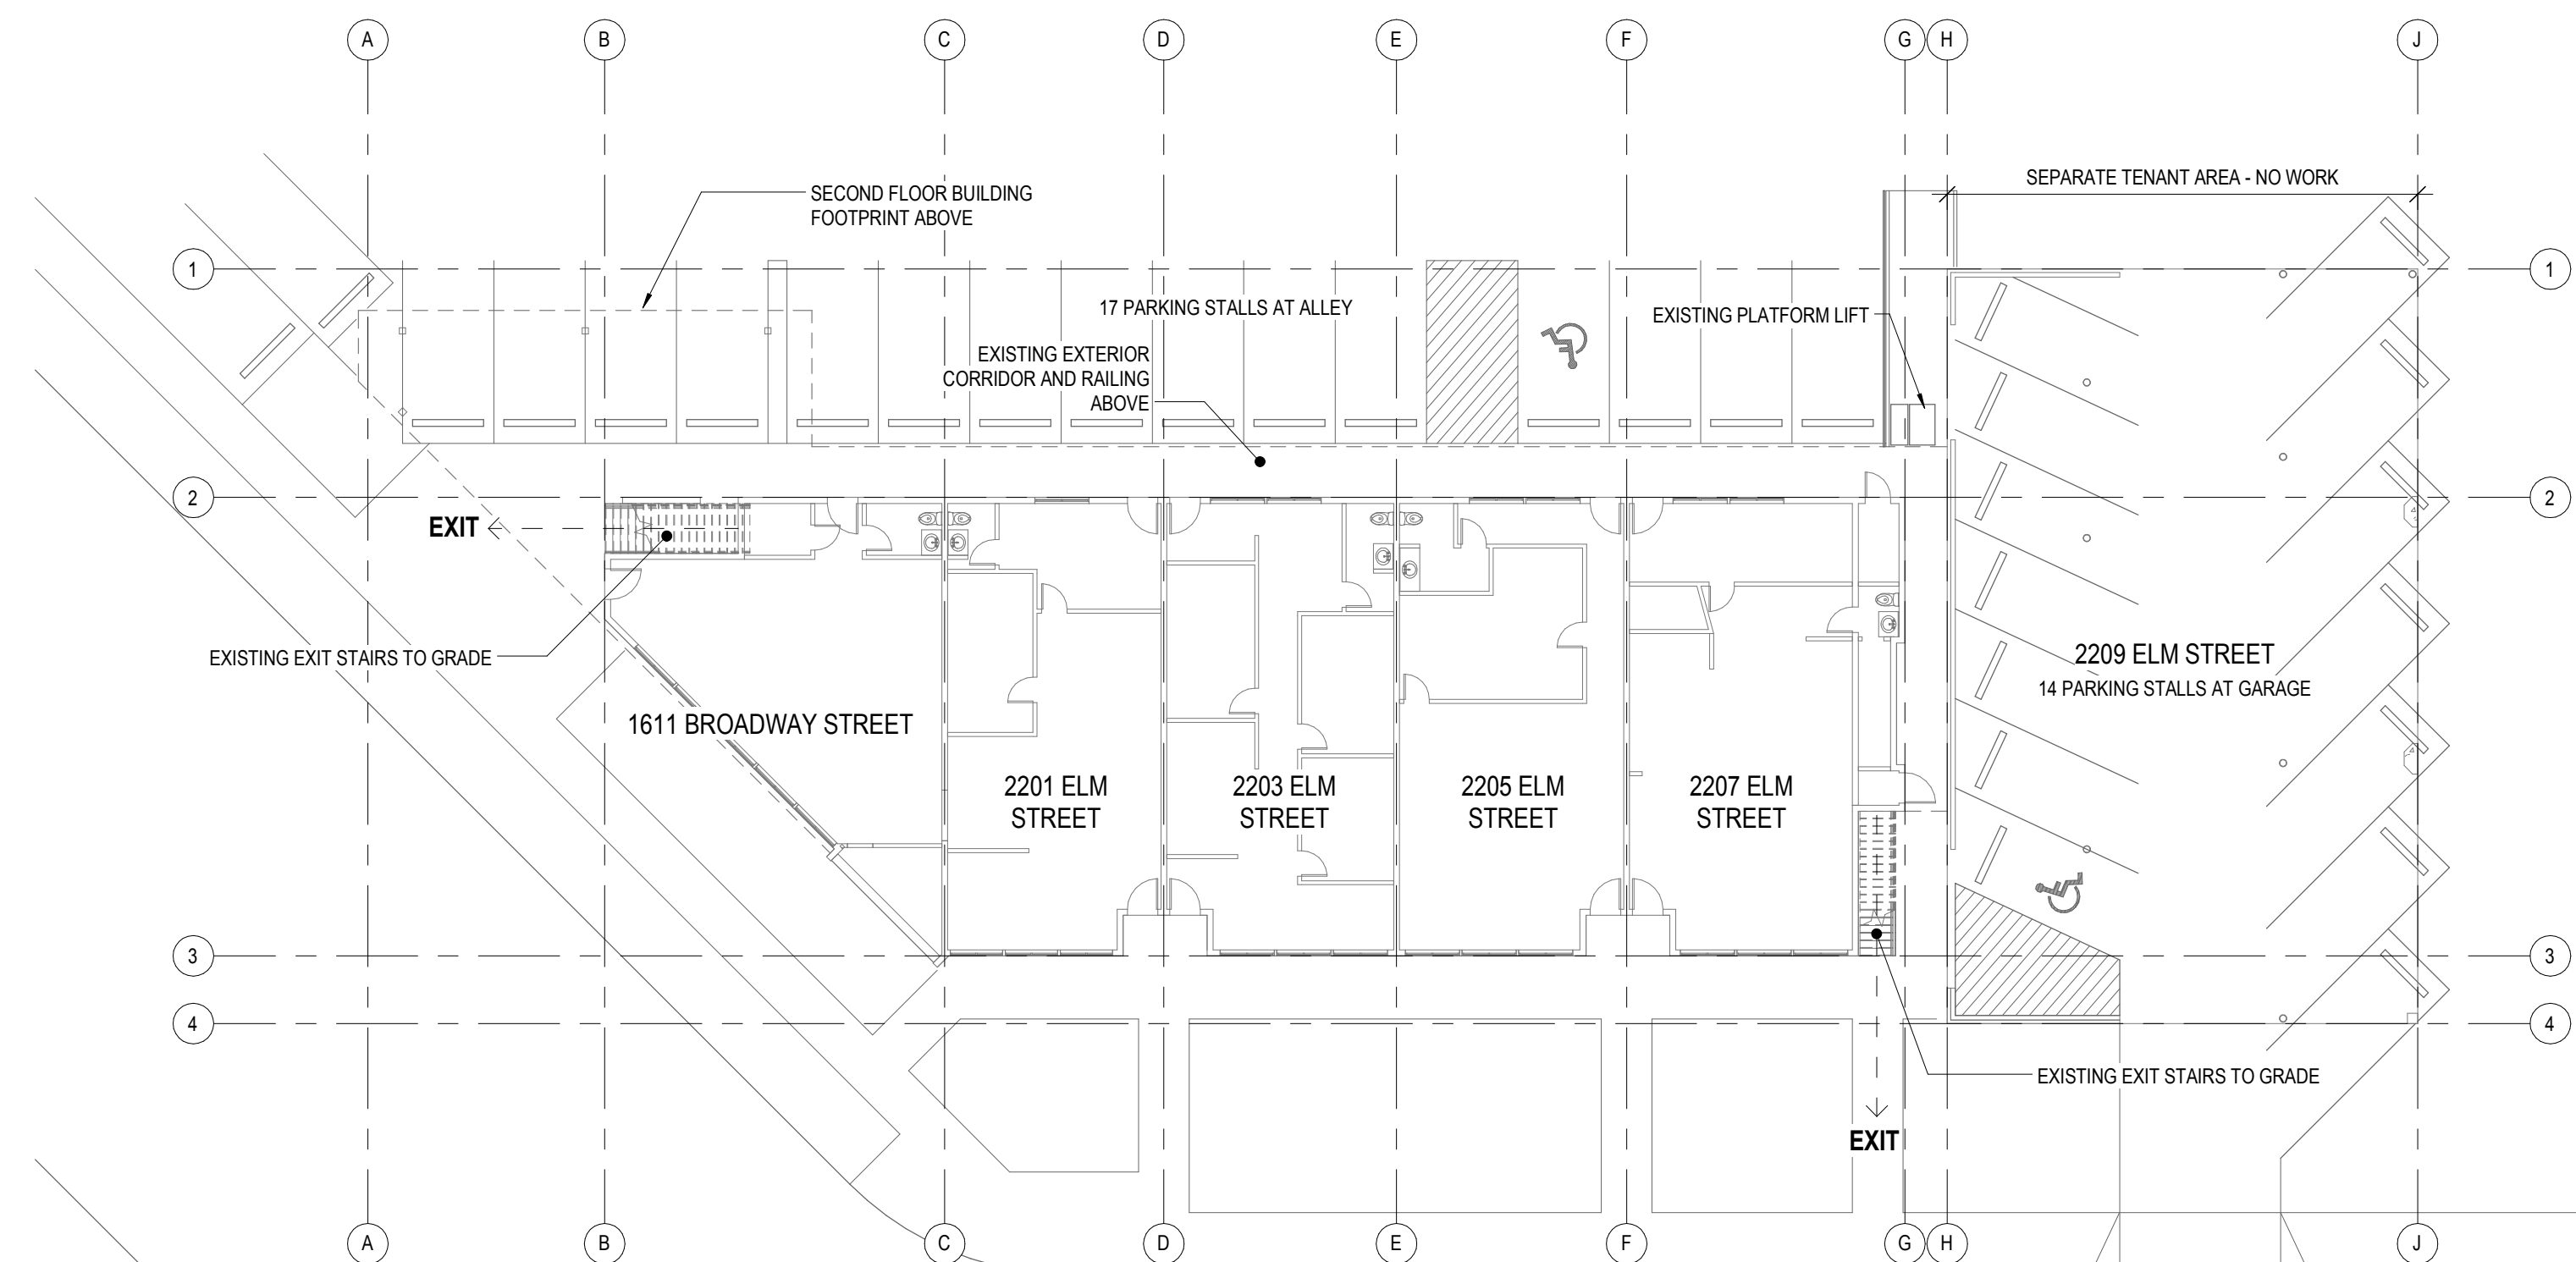 A B C D E F G H J
SEPARATE TENANT AREA - NO WORK
SECOND FLOOR BUILDING
FOOTPRINT ABOVE
1 1
17 PARKING STALLS AT ALLEY
EXISTING PLATFORM LIFT
EXISTING EXTERIOR
CORRIDOR AND RAILING
ABOVE
2 2
EXIT
EXISTING EXIT STAIRS TO GRADE
2209 ELM STREET
14 PARKING STALLS AT GARAGE
1611 BROADWAY STREET
2201 ELM
STREET
2203 ELM
STREET
2205 ELM
STREET
2207 ELM
STREET
3 3
4 4
EXISTING EXIT STAIRS TO GRADE
EXIT
A B C D E F G H J